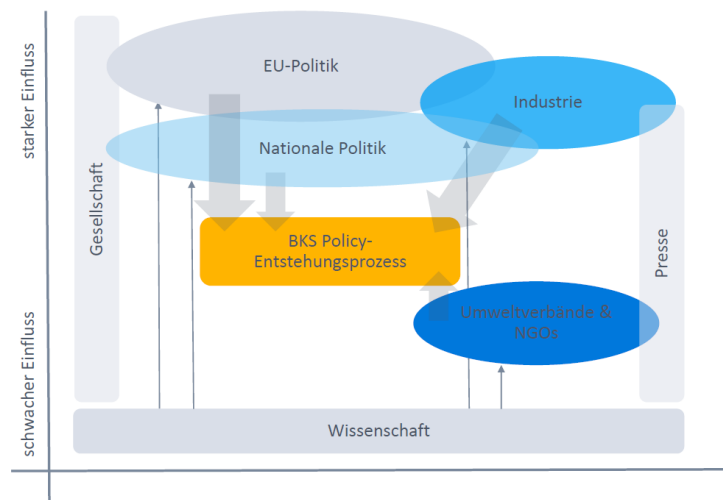 starker Einfluss
schwacher Einfluss
Gesellschaft
EU-Politik
Industrie
Nationale Politik
BKS Policy-
Entstehungsprozess
Presse
Umweltverbände &
NGOs
Wissenschaft